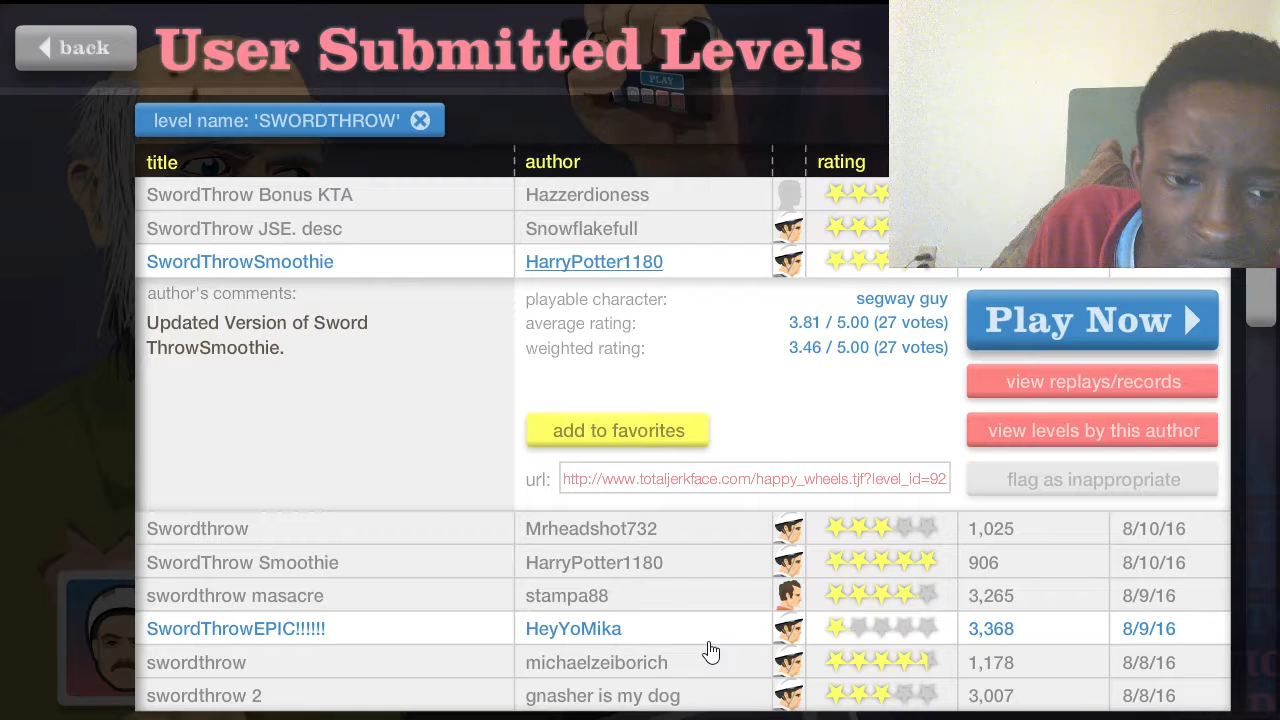 back
User Submitted Levels
level name: 'SWORDTHROW'
title author rating
SwordThrow Bonus KTA Hazzerdioness
SwordThrow JSE. desc Snowflakefull
SwordThrowSmoothie HarryPotter1180
author's comments:
Updated Version of Sword
ThrowSmoothie.
playable character: segway guy
average rating: 3.81 / 5.00 (27 votes)
weighted rating: 3.46 / 5.00 (27 votes)
add to favorites
url: http://www.totaljerkface.com/happy_wheels.tjf?level_id=92
Play Now
view replays/records
view levels by this author
flag as inappropriate
Swordthrow Mrheadshot732 1,025 8/10/16
SwordThrow Smoothie HarryPotter1180 906 8/10/16
swordthrow masacre stampa88 3,265 8/9/16
SwordThrowEPIC!!!!!! HeyYoMika 3,368 8/9/16
swordthrow michaelzeiborich 1,178 8/8/16
swordthrow 2 gnasher is my dog 3,007 8/8/16